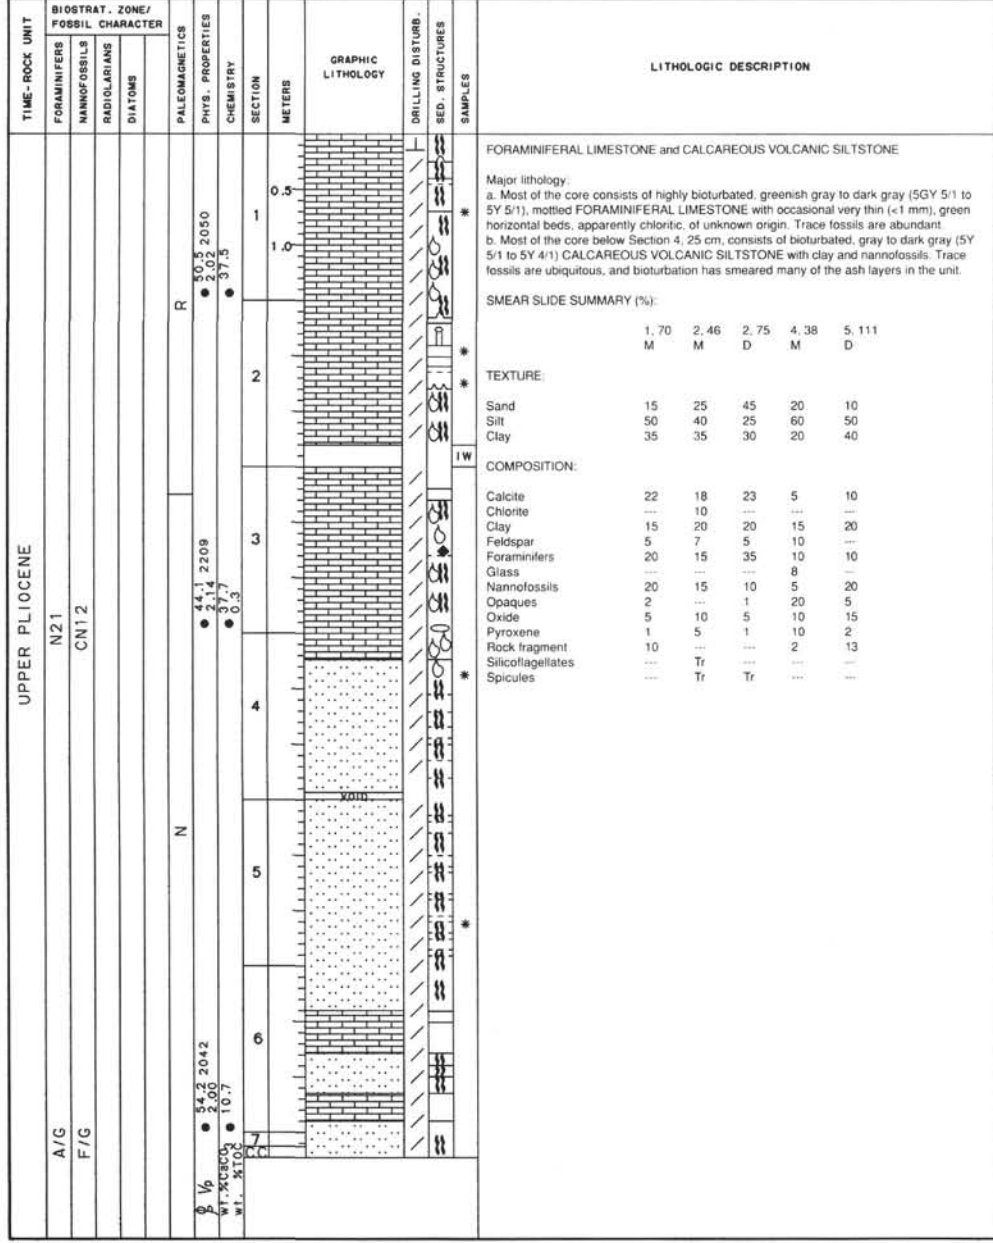 TIME-ROCK UNIT
BIOSTRAT. ZONE/
FOSSIL CHARACTER
FORAMINIFERS
NANNOFOSSILS
RADIOLARIANS
DIATOMS
PALEOMAGNETICS
PHYS. PROPERTIES
CHEMISTRY
SECTION
METERS
GRAPHIC
LITHOLOGY
DRILLING DISTURB.
SED. STRUCTURES
SAMPLES
LITHOLOGIC DESCRIPTION
UPPER PLIOCENE
N21
A/G
CN12
F/G
R
N
50.5 2050
2.02
44.1 2209
2.14
54.2 2042
2.00
37.5
37.7
0.3
10.7
wt.%CaCO3
wt. %TOC
1
2
3
4
5
6
7
CC
0.5
1.0
VOID
IW
FORAMINIFERAL LIMESTONE and CALCAREOUS VOLCANIC SILTSTONE
Major lithology:
a. Most of the core consists of highly bioturbated, greenish gray to dark gray (5GY 5/1 to
5Y 5/1), mottled FORAMINIFERAL LIMESTONE with occasional very thin (<1 mm), green
horizontal beds, apparently chloritic, of unknown origin. Trace fossils are abundant.
b. Most of the core below Section 4, 25 cm, consists of bioturbated, gray to dark gray (5Y
5/1 to 5Y 4/1) CALCAREOUS VOLCANIC SILTSTONE with clay and nannofossils. Trace
fossils are ubiquitous, and bioturbation has smeared many of the ash layers in the unit.
SMEAR SLIDE SUMMARY (%):
1, 70 2, 46 2, 75 4, 38 5, 111
M M D M D
TEXTURE:
Sand 15 25 45 20 10
Silt 50 40 25 60 50
Clay 35 35 30 20 40
COMPOSITION:
Calcite 22 18 23 5 10
Chlorite --- 10 --- --- ---
Clay 15 20 20 15 20
Feldspar 5 7 5 10 ---
Foraminifers 20 15 35 10 10
Glass --- --- --- 8 ---
Nannofossils 20 15 10 5 20
Opaques 2 --- 1 20 5
Oxide 5 10 5 10 15
Pyroxene 1 5 1 10 2
Rock fragment 10 --- --- 2 13
Silicoflagellates --- Tr --- --- ---
Spicules --- Tr Tr --- ---